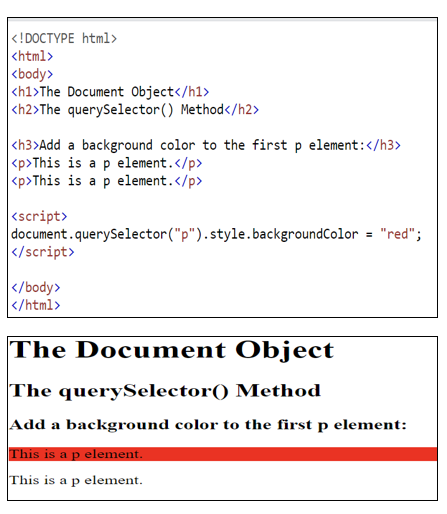 <!DOCTYPE html>
<html>
<body>
<h1>The Document Object</h1>
<h2>The querySelector() Method</h2>
<h3>Add a background color to the first p element:</h3>
<p>This is a p element.</p>
<p>This is a p element.</p>
<script>
document.querySelector("p").style.backgroundColor = "red";
</script>
</body>
</html>
The Document Object
The querySelector() Method
Add a background color to the first p element:
This is a p element.
This is a p element.